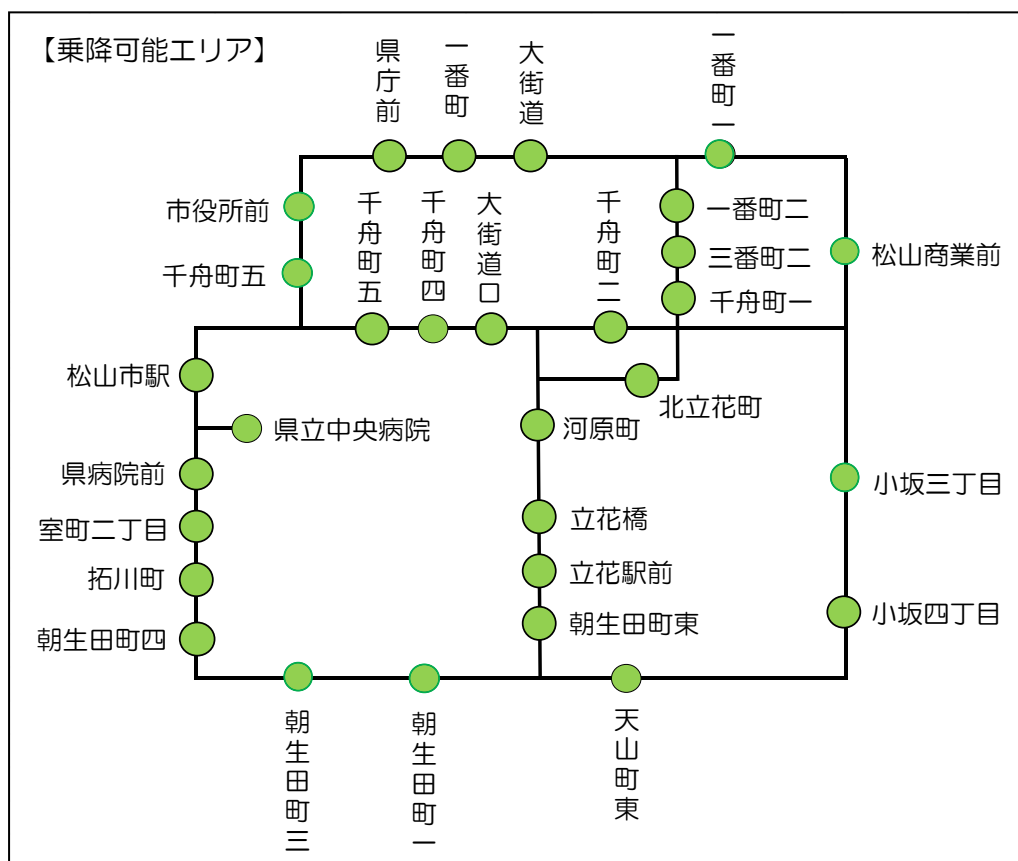 【乗降可能エリア】
県庁前
一番町
大街道
一番町一
市役所前
千舟町五
千舟町五
千舟町四
大街道口
千舟町二
一番町二
三番町二
千舟町一
松山商業前
松山市駅
北立花町
県立中央病院
河原町
県病院前
小坂三丁目
室町二丁目
立花橋
拓川町
立花駅前
朝生田町四
朝生田町東
小坂四丁目
朝生田町三
朝生田町一
天山町東